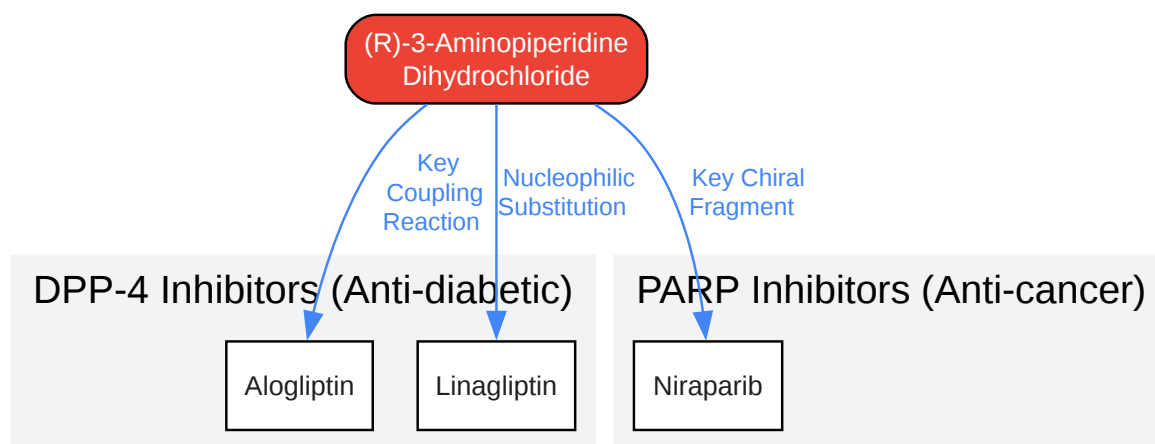 (R)-3-Aminopiperidine
Dihydrochloride
Key
Coupling
Reaction
Nucleophilic
Substitution
Key Chiral
Fragment
DPP-4 Inhibitors (Anti-diabetic)
PARP Inhibitors (Anti-cancer)
Alogliptin
Linagliptin
Niraparib